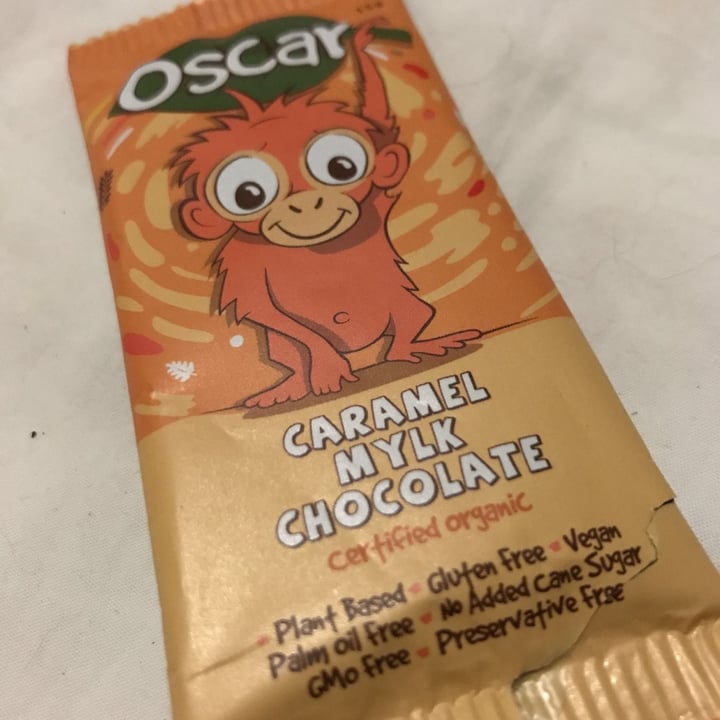 Oscar
CARAMEL
MYLK
CHOCOLATE
certified organic
Plant Based • Gluten Free • Vegan
Palm oil Free • No Added Cane Sugar
GMO Free • Preservative Free